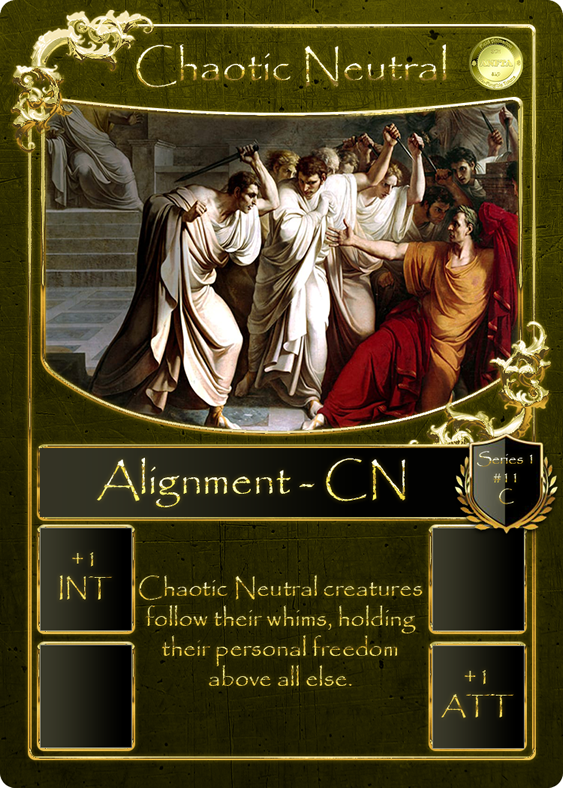 Chaotic Neutral
Alignment - CN
Series 1
#11
C
+1
INT
Chaotic Neutral creatures
follow their whims, holding
their personal freedom
above all else.
+1
ATT